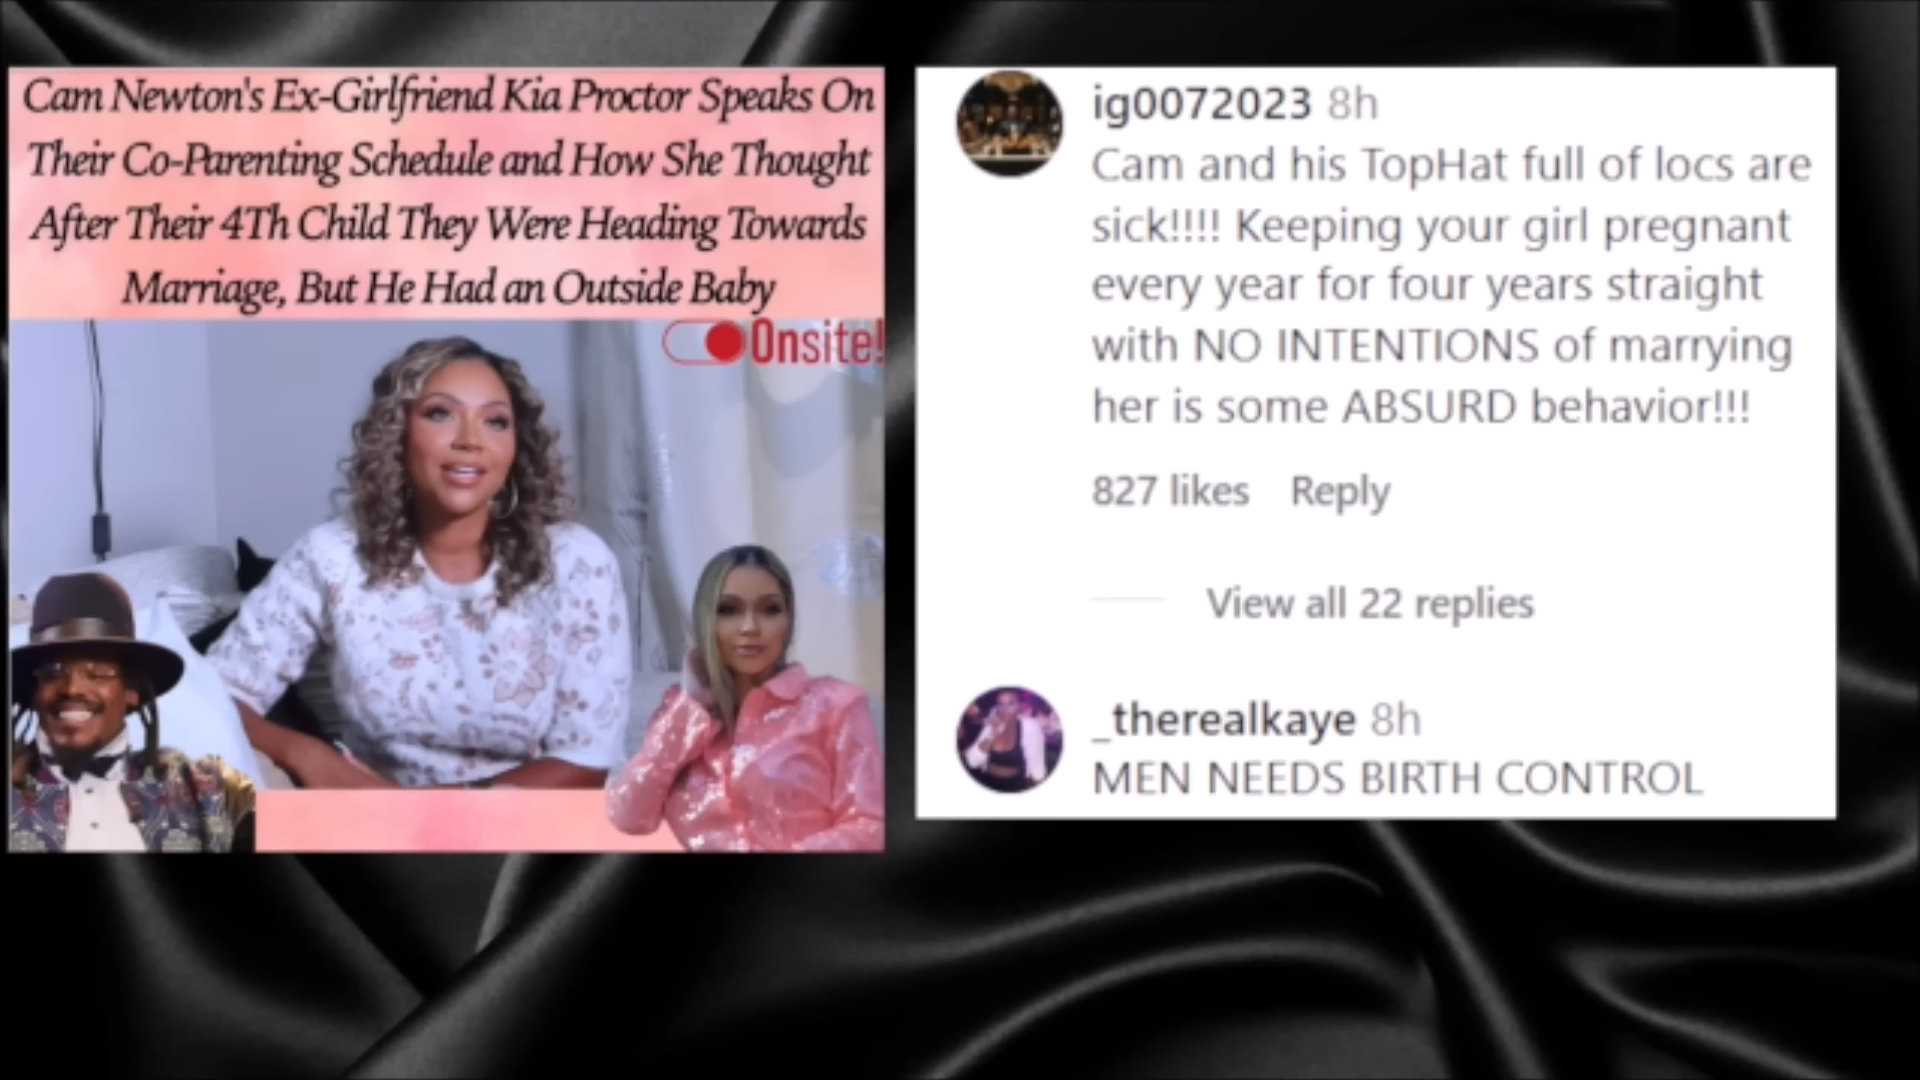 Cam Newton's Ex-Girlfriend Kia Proctor Speaks On
Their Co-Parenting Schedule and How She Thought
After Their 4Th Child They Were Heading Towards
Marriage, But He Had an Outside Baby
Onsite!
ig0072023 8h
Cam and his TopHat full of locs are
sick!!!! Keeping your girl pregnant
every year for four years straight
with NO INTENTIONS of marrying
her is some ABSURD behavior!!!
827 likes Reply
View all 22 replies
_therealkaye 8h
MEN NEEDS BIRTH CONTROL